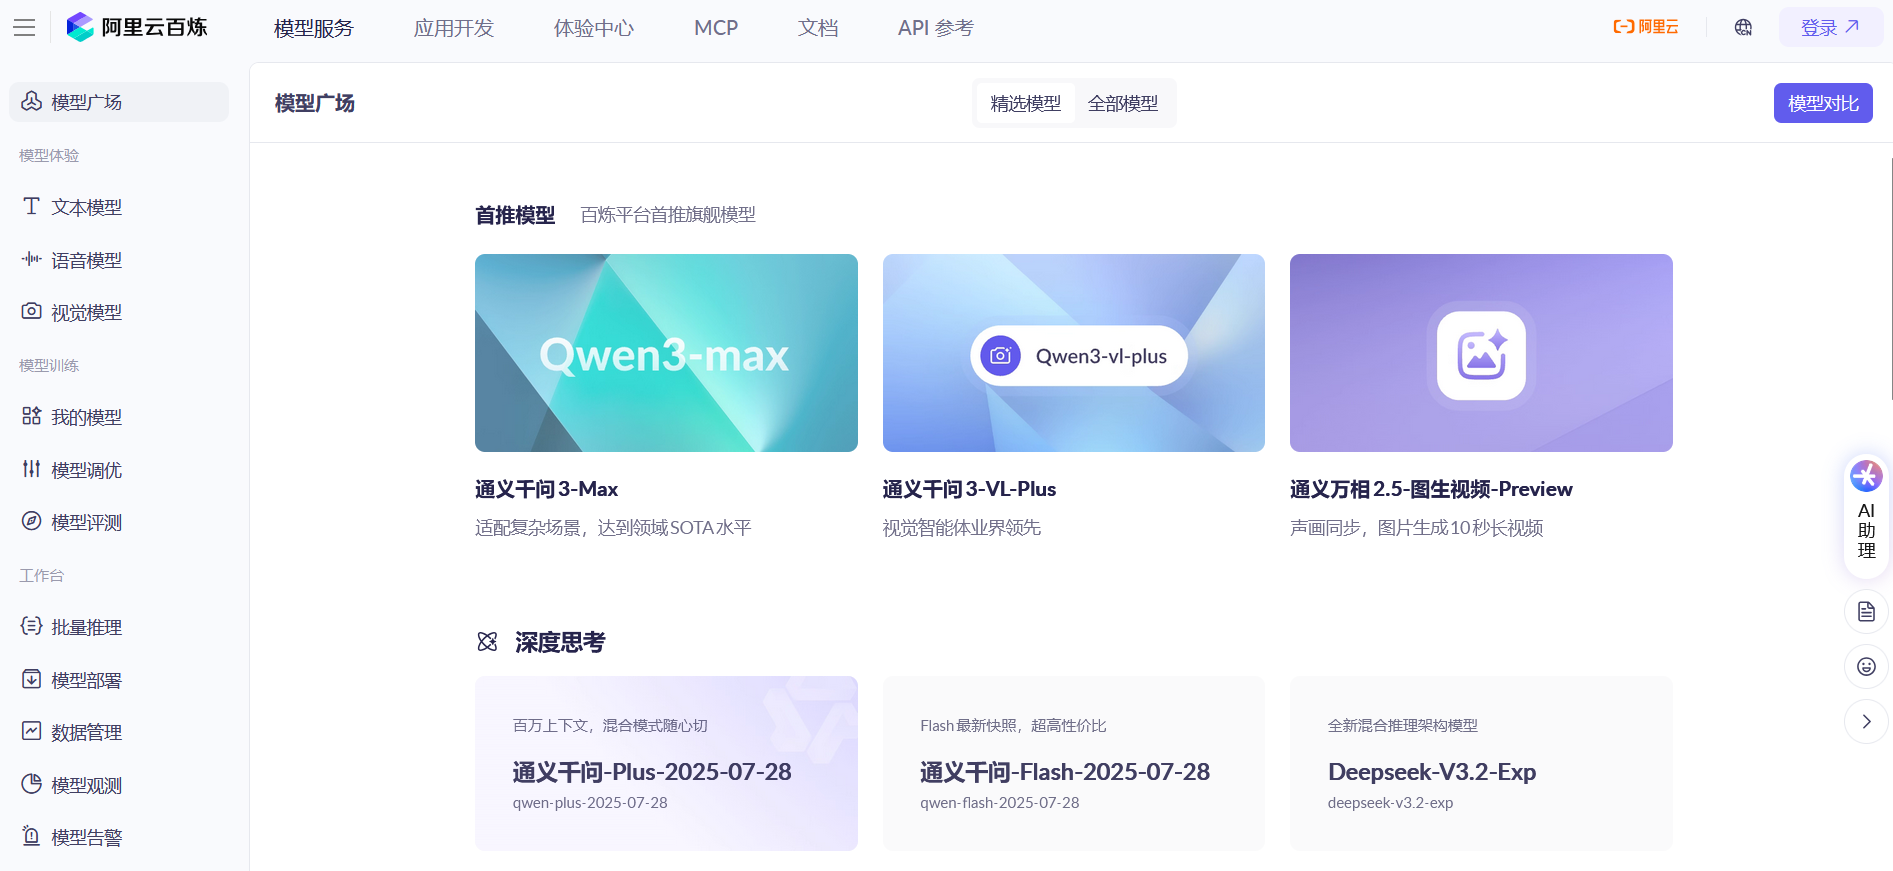 阿里云百炼
模型服务
应用开发
体验中心
MCP
文档
API 参考
阿里云
登录
模型广场
模型体验
文本模型
语音模型
视觉模型
模型训练
我的模型
模型调优
模型评测
工作台
批量推理
模型部署
数据管理
模型观测
模型告警
模型广场
精选模型
全部模型
模型对比
首推模型
百炼平台首推旗舰模型
Qwen3-max
Qwen3-vl-plus
通义千问3-Max
适配复杂场景，达到领域SOTA水平
通义千问3-VL-Plus
视觉智能体业界领先
通义万相2.5-图生视频-Preview
声画同步，图片生成10秒长视频
深度思考
百万上下文，混合模式随心切
通义千问-Plus-2025-07-28
qwen-plus-2025-07-28
Flash最新快照，超高性价比
通义千问-Flash-2025-07-28
qwen-flash-2025-07-28
全新混合推理架构模型
Deepseek-V3.2-Exp
deepseek-v3.2-exp
AI
助
理